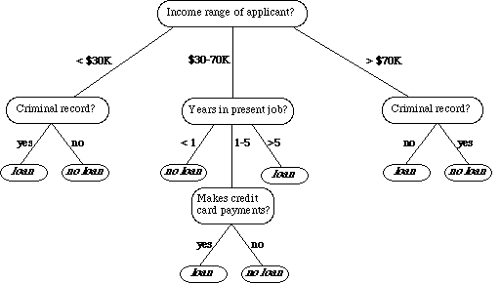 Income range of applicant?
< $30K
$30-70K
> $70K
Criminal record?
Years in present job?
Criminal record?
yes
no
< 1
1-5
>5
no
yes
loan
no loan
no loan
loan
loan
no loan
Makes credit
card payments?
yes
no
loan
no loan